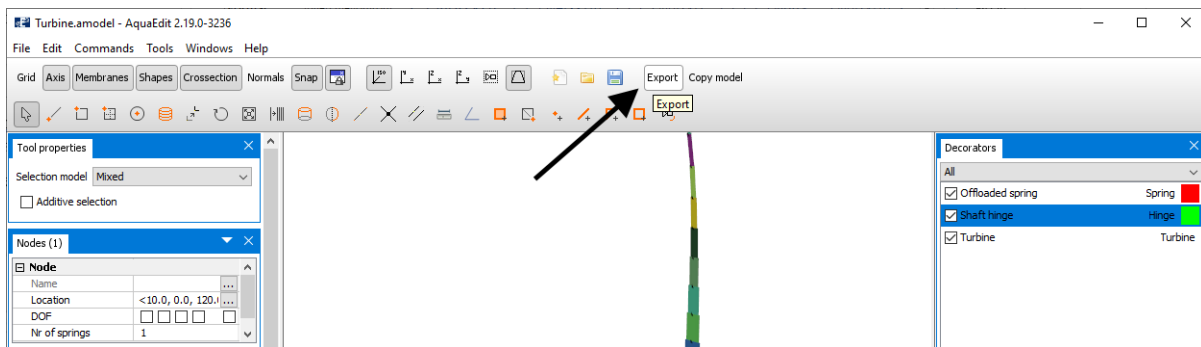 Turbine.amodel - AquaEdit 2.19.0-3236
File Edit Commands Tools Windows Help
Grid Axis Membranes Shapes Crossection Normals Snap Export Copy model
Export
Tool properties
Selection model Mixed
Additive selection
Nodes (1)
Node
Name ...
Location <10.0, 0.0, 120.( ...
DOF
Nr of springs 1
Decorators
All
Offloaded spring Spring
Shaft hinge Hinge
Turbine Turbine